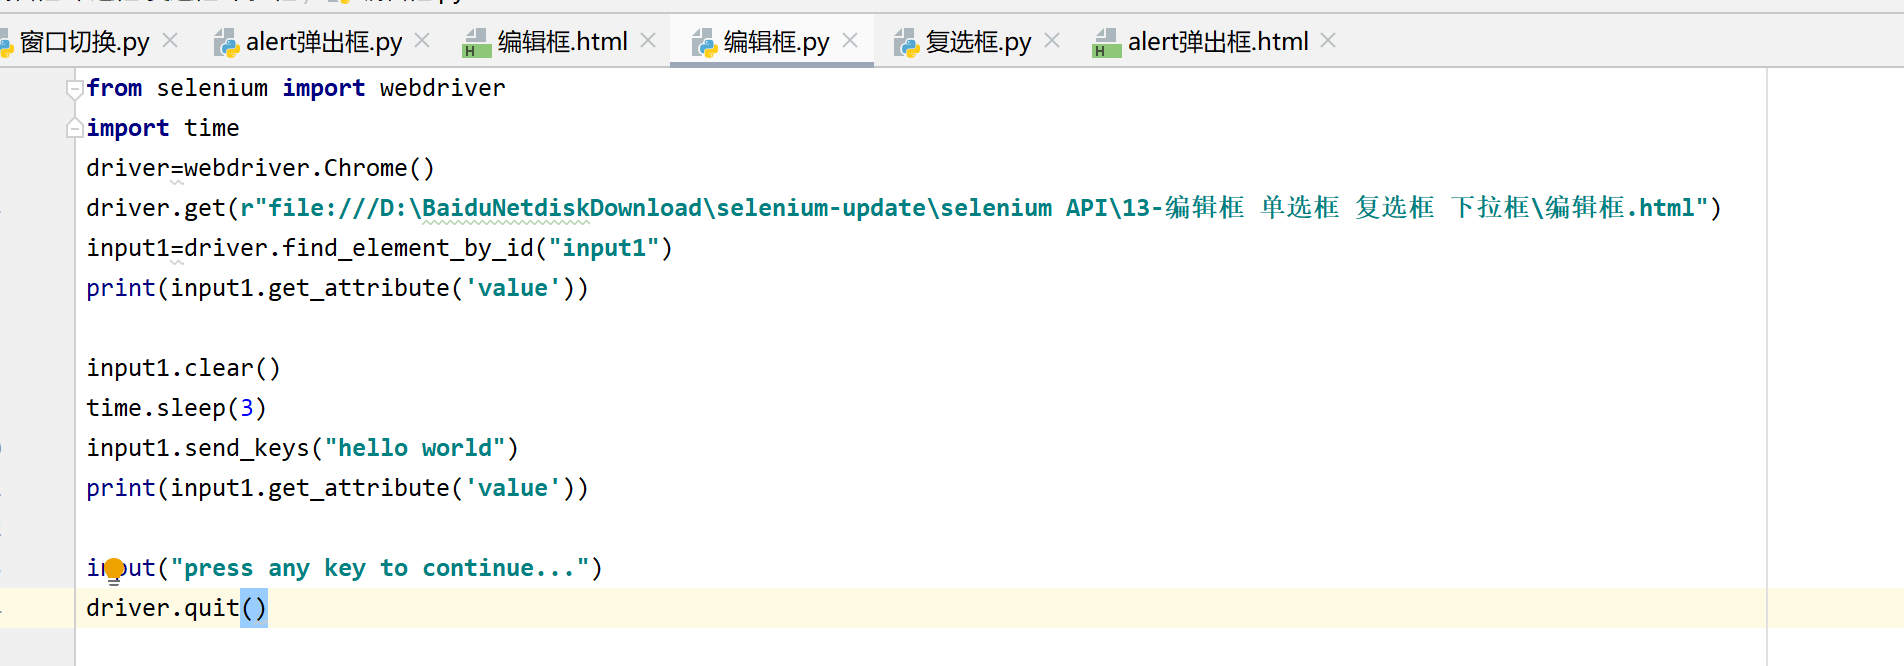 窗口切换.py alert弹出框.py 编辑框.html 编辑框.py 复选框.py alert弹出框.html
from selenium import webdriver
import time
driver=webdriver.Chrome()
driver.get(r"file:///D:\BaiduNetdiskDownload\selenium-update\selenium API\13-编辑框 单选框 复选框 下拉框\编辑框.html")
input1=driver.find_element_by_id("input1")
print(input1.get_attribute('value'))
input1.clear()
time.sleep(3)
input1.send_keys("hello world")
print(input1.get_attribute('value'))
input("press any key to continue...")
driver.quit()